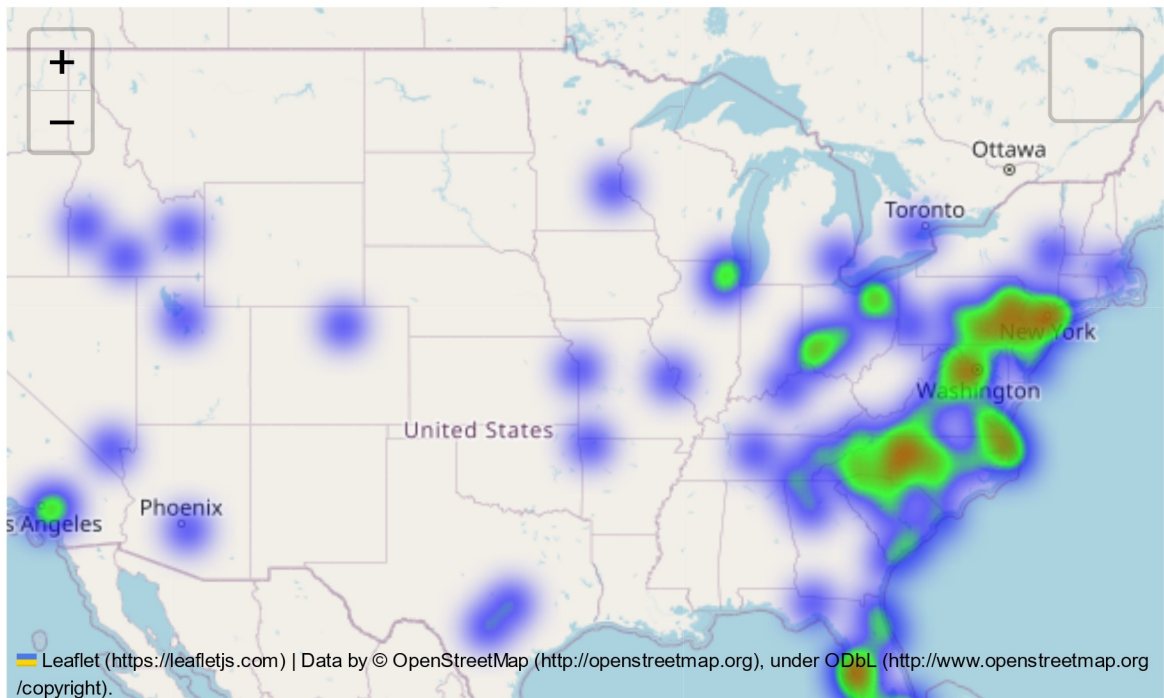 +
−
Ottawa
Toronto
New York
Washington
United States
Phoenix
s Angeles
Leaflet (https://leafletjs.com) | Data by © OpenStreetMap (http://openstreetmap.org), under ODbL (http://www.openstreetmap.org
/copyright).